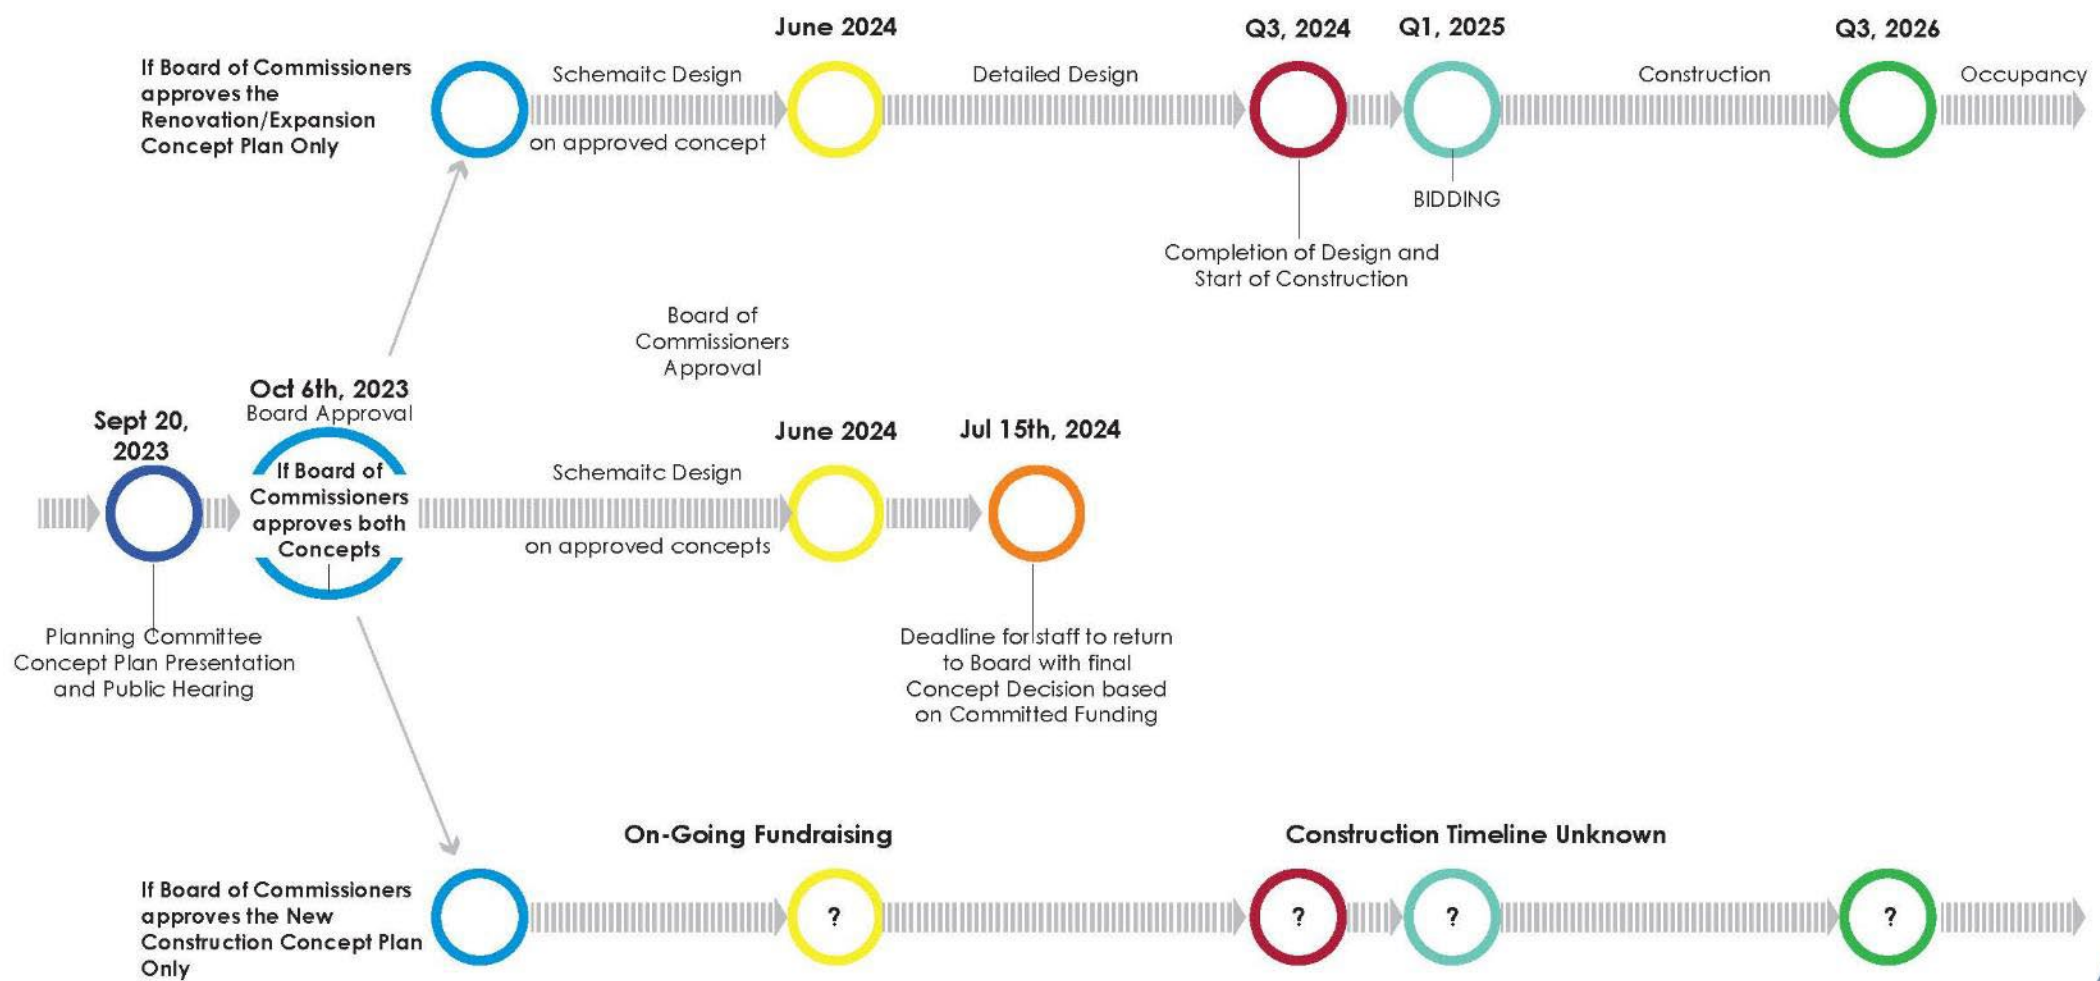 June 2024
Q3, 2024
Q1, 2025
Q3, 2026
If Board of Commissioners
approves the
Renovation/Expansion
Concept Plan Only
Schemaitc Design
on approved concept
Detailed Design
Construction
Occupancy
BIDDING
Completion of Design and
Start of Construction
Board of
Commissioners
Approval
Sept 20,
2023
Oct 6th, 2023
Board Approval
If Board of
Commissioners
approves both
Concepts
Schemaitc Design
on approved concepts
June 2024
Jul 15th, 2024
Planning Committee
Concept Plan Presentation
and Public Hearing
Deadline for staff to return
to Board with final
Concept Decision based
on Committed Funding
On-Going Fundraising
Construction Timeline Unknown
If Board of Commissioners
approves the New
Construction Concept Plan
Only
?
?
?
?